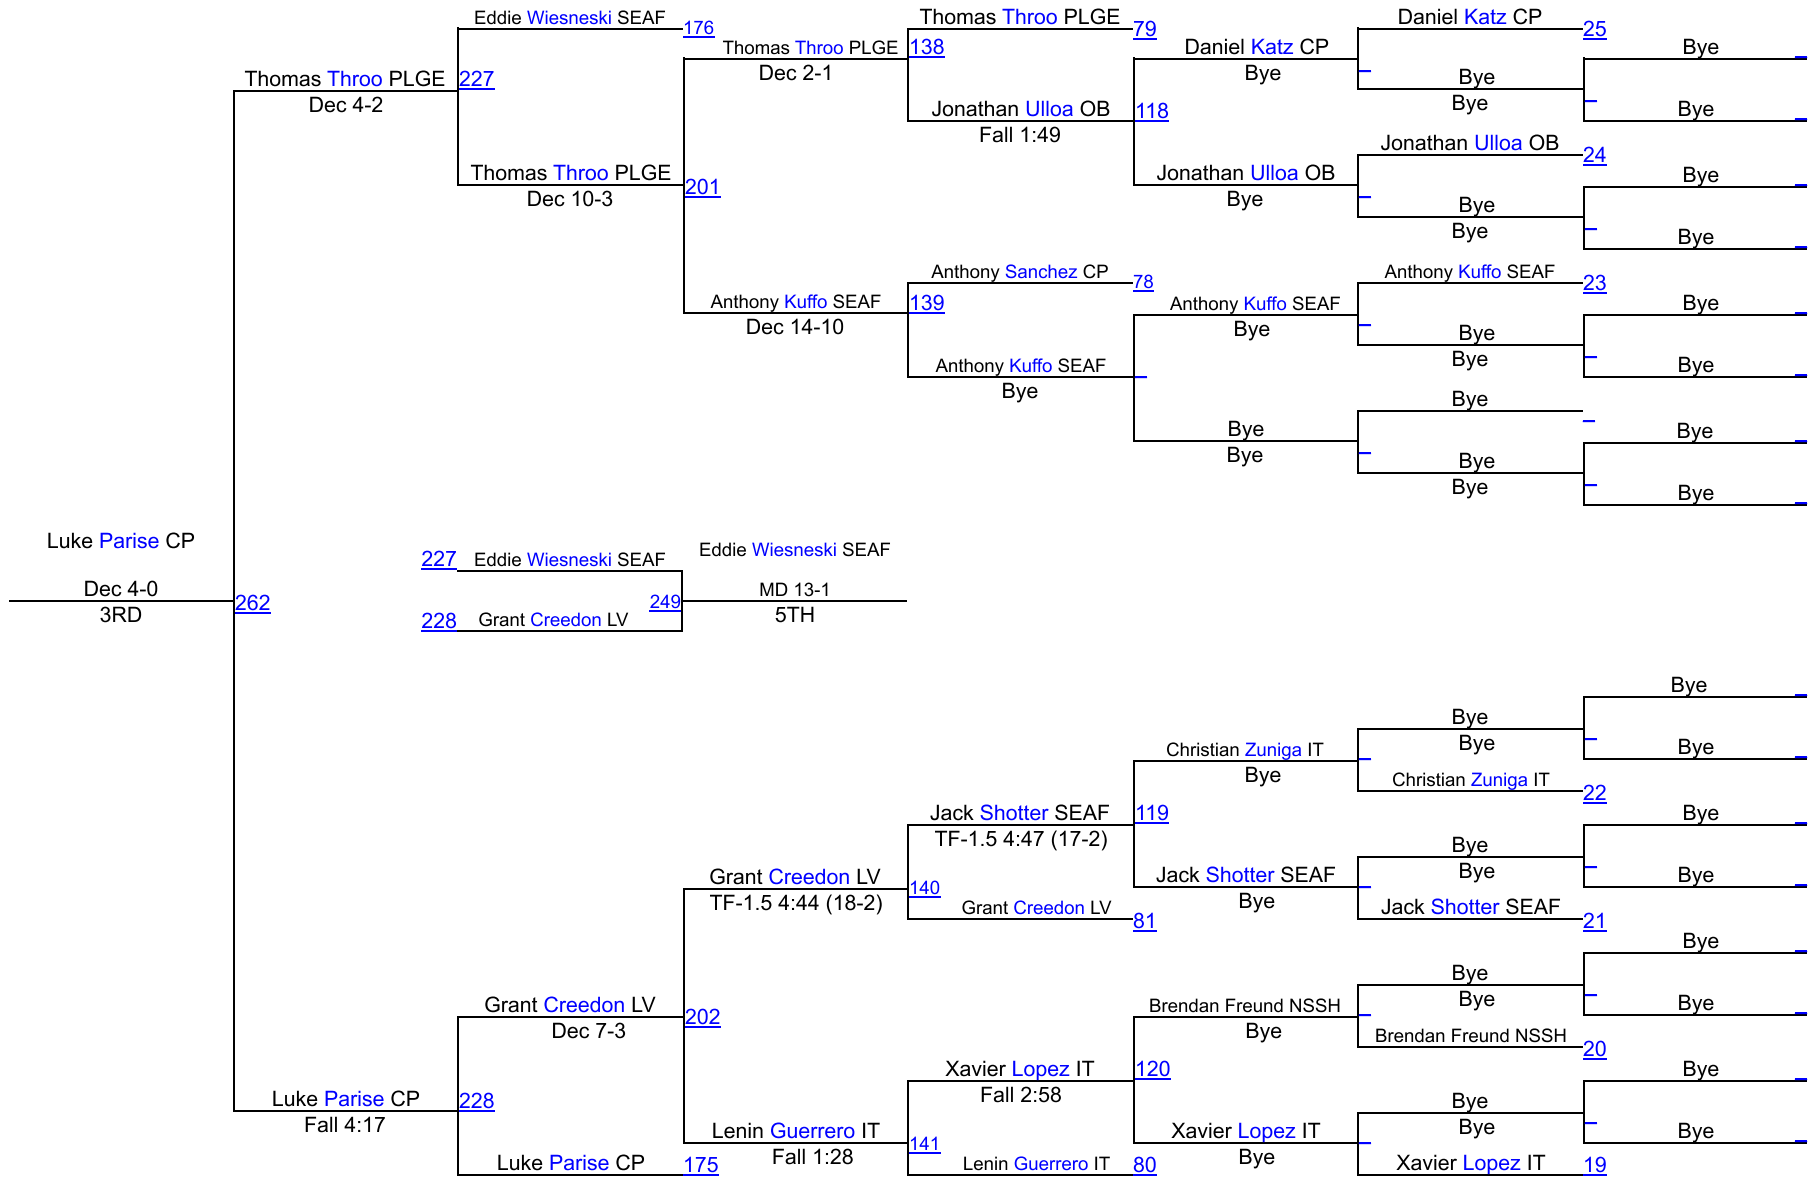 Eddie Wiesneski SEAF
176
Thomas Throo PLGE
79
Daniel Katz CP
25
Thomas Throo PLGE
138
Dec 2-1
Daniel Katz CP
Bye
Bye
Bye
Bye
Bye
Thomas Throo PLGE
227
Dec 4-2
Jonathan Ulloa OB
118
Fall 1:49
Jonathan Ulloa OB
24
Thomas Throo PLGE
201
Dec 10-3
Jonathan Ulloa OB
Bye
Bye
Bye
Bye
Bye
Anthony Sanchez CP
78
Anthony Kuffo SEAF
23
Anthony Kuffo SEAF
139
Dec 14-10
Anthony Kuffo SEAF
Bye
Bye
Bye
Bye
Bye
Anthony Kuffo SEAF
Bye
Bye
Bye
Bye
Bye
Bye
Bye
Bye
Luke Parise CP
Dec 4-0
3RD
262
227
Eddie Wiesneski SEAF
Eddie Wiesneski SEAF
249
MD 13-1
5TH
228
Grant Creedon LV
Bye
Bye
Bye
Bye
Christian Zuniga IT
Bye
Christian Zuniga IT
22
Jack Shotter SEAF
119
TF-1.5 4:47 (17-2)
Bye
Bye
Bye
Bye
Grant Creedon LV
140
TF-1.5 4:44 (18-2)
Jack Shotter SEAF
Bye
Grant Creedon LV
81
Jack Shotter SEAF
21
Bye
Bye
Bye
Bye
Grant Creedon LV
202
Dec 7-3
Brendan Freund NSSH
Bye
Brendan Freund NSSH
20
Xavier Lopez IT
120
Fall 2:58
Bye
Bye
Bye
Bye
Luke Parise CP
228
Fall 4:17
Lenin Guerrero IT
141
Fall 1:28
Xavier Lopez IT
Bye
Luke Parise CP
175
Lenin Guerrero IT
80
Xavier Lopez IT
19